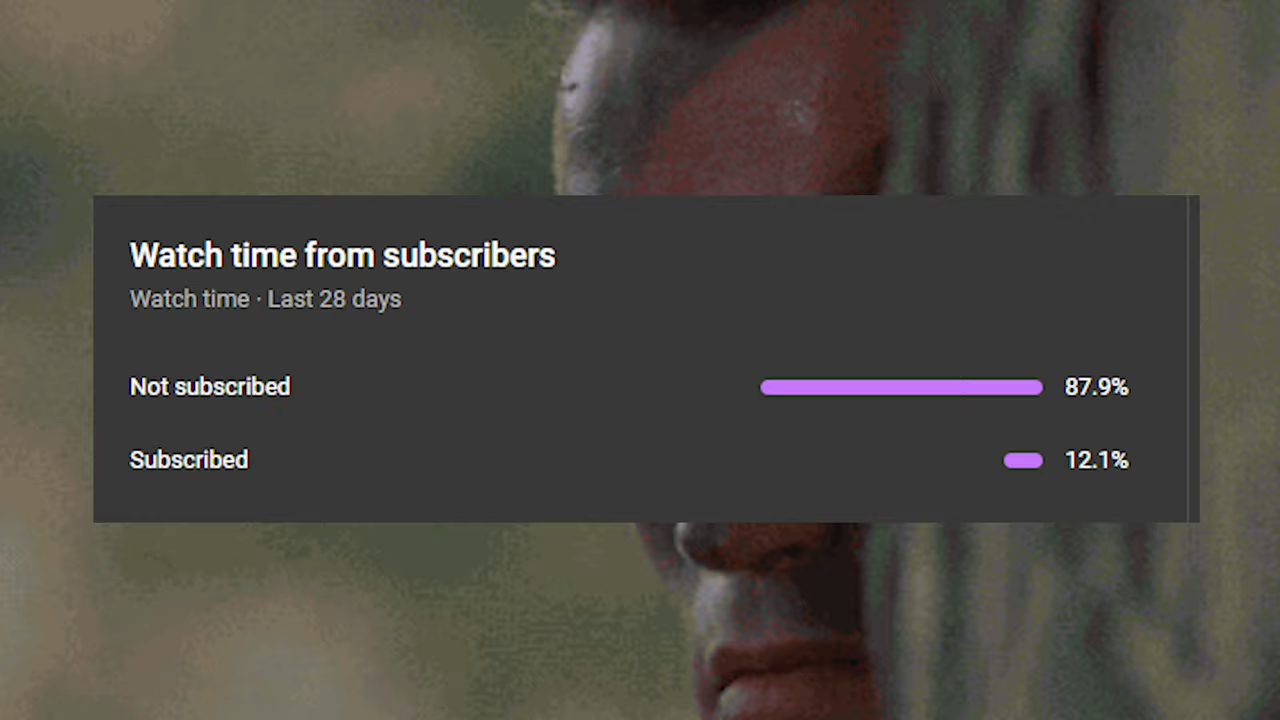 Watch time from subscribers
Watch time · Last 28 days
Not subscribed 87.9%
Subscribed 12.1%